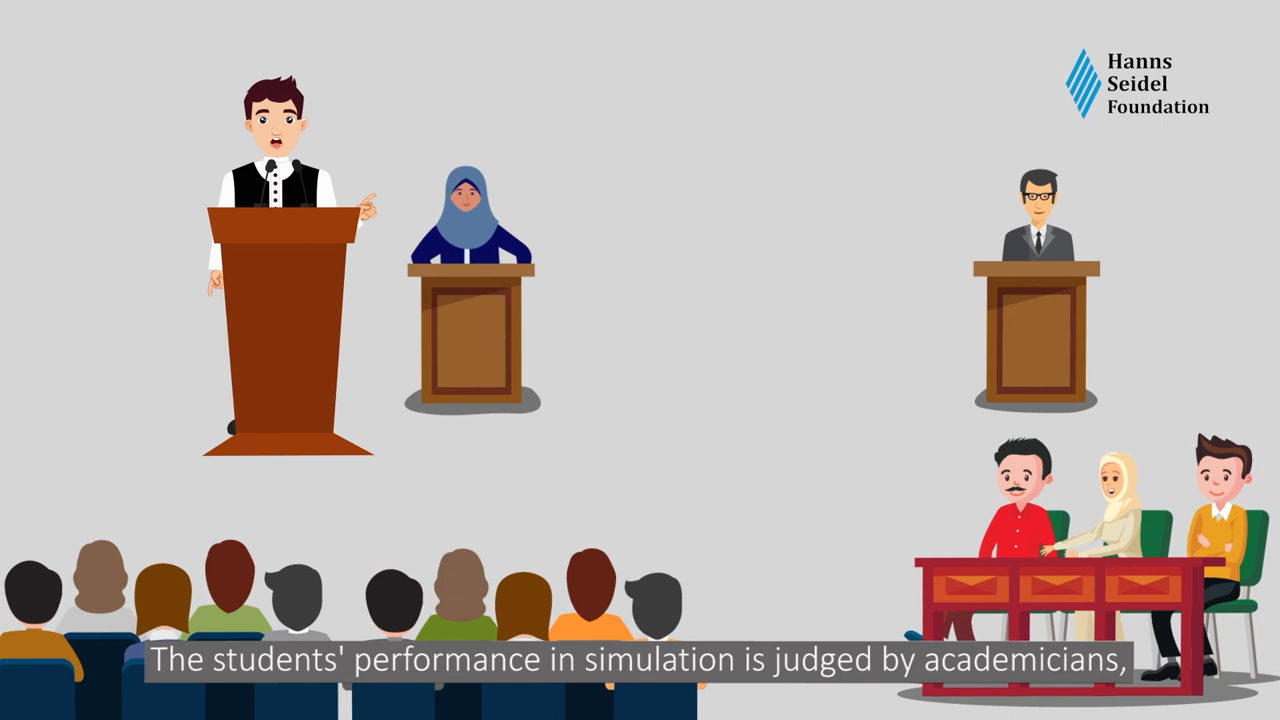 Hanns
Seidel
Foundation
The students' performance in simulation is judged by academicians,